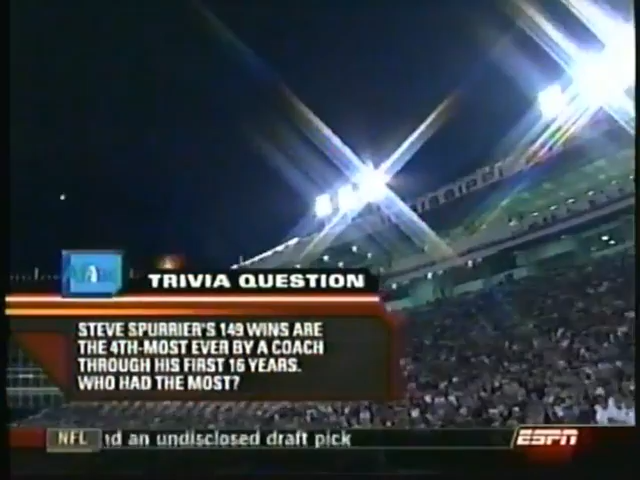 TRIVIA QUESTION
STEVE SPURRIER'S 149 WINS ARE
THE 4TH-MOST EVER BY A COACH
THROUGH HIS FIRST 16 YEARS.
WHO HAD THE MOST?
NFL nd an undisclosed draft pick ESPN